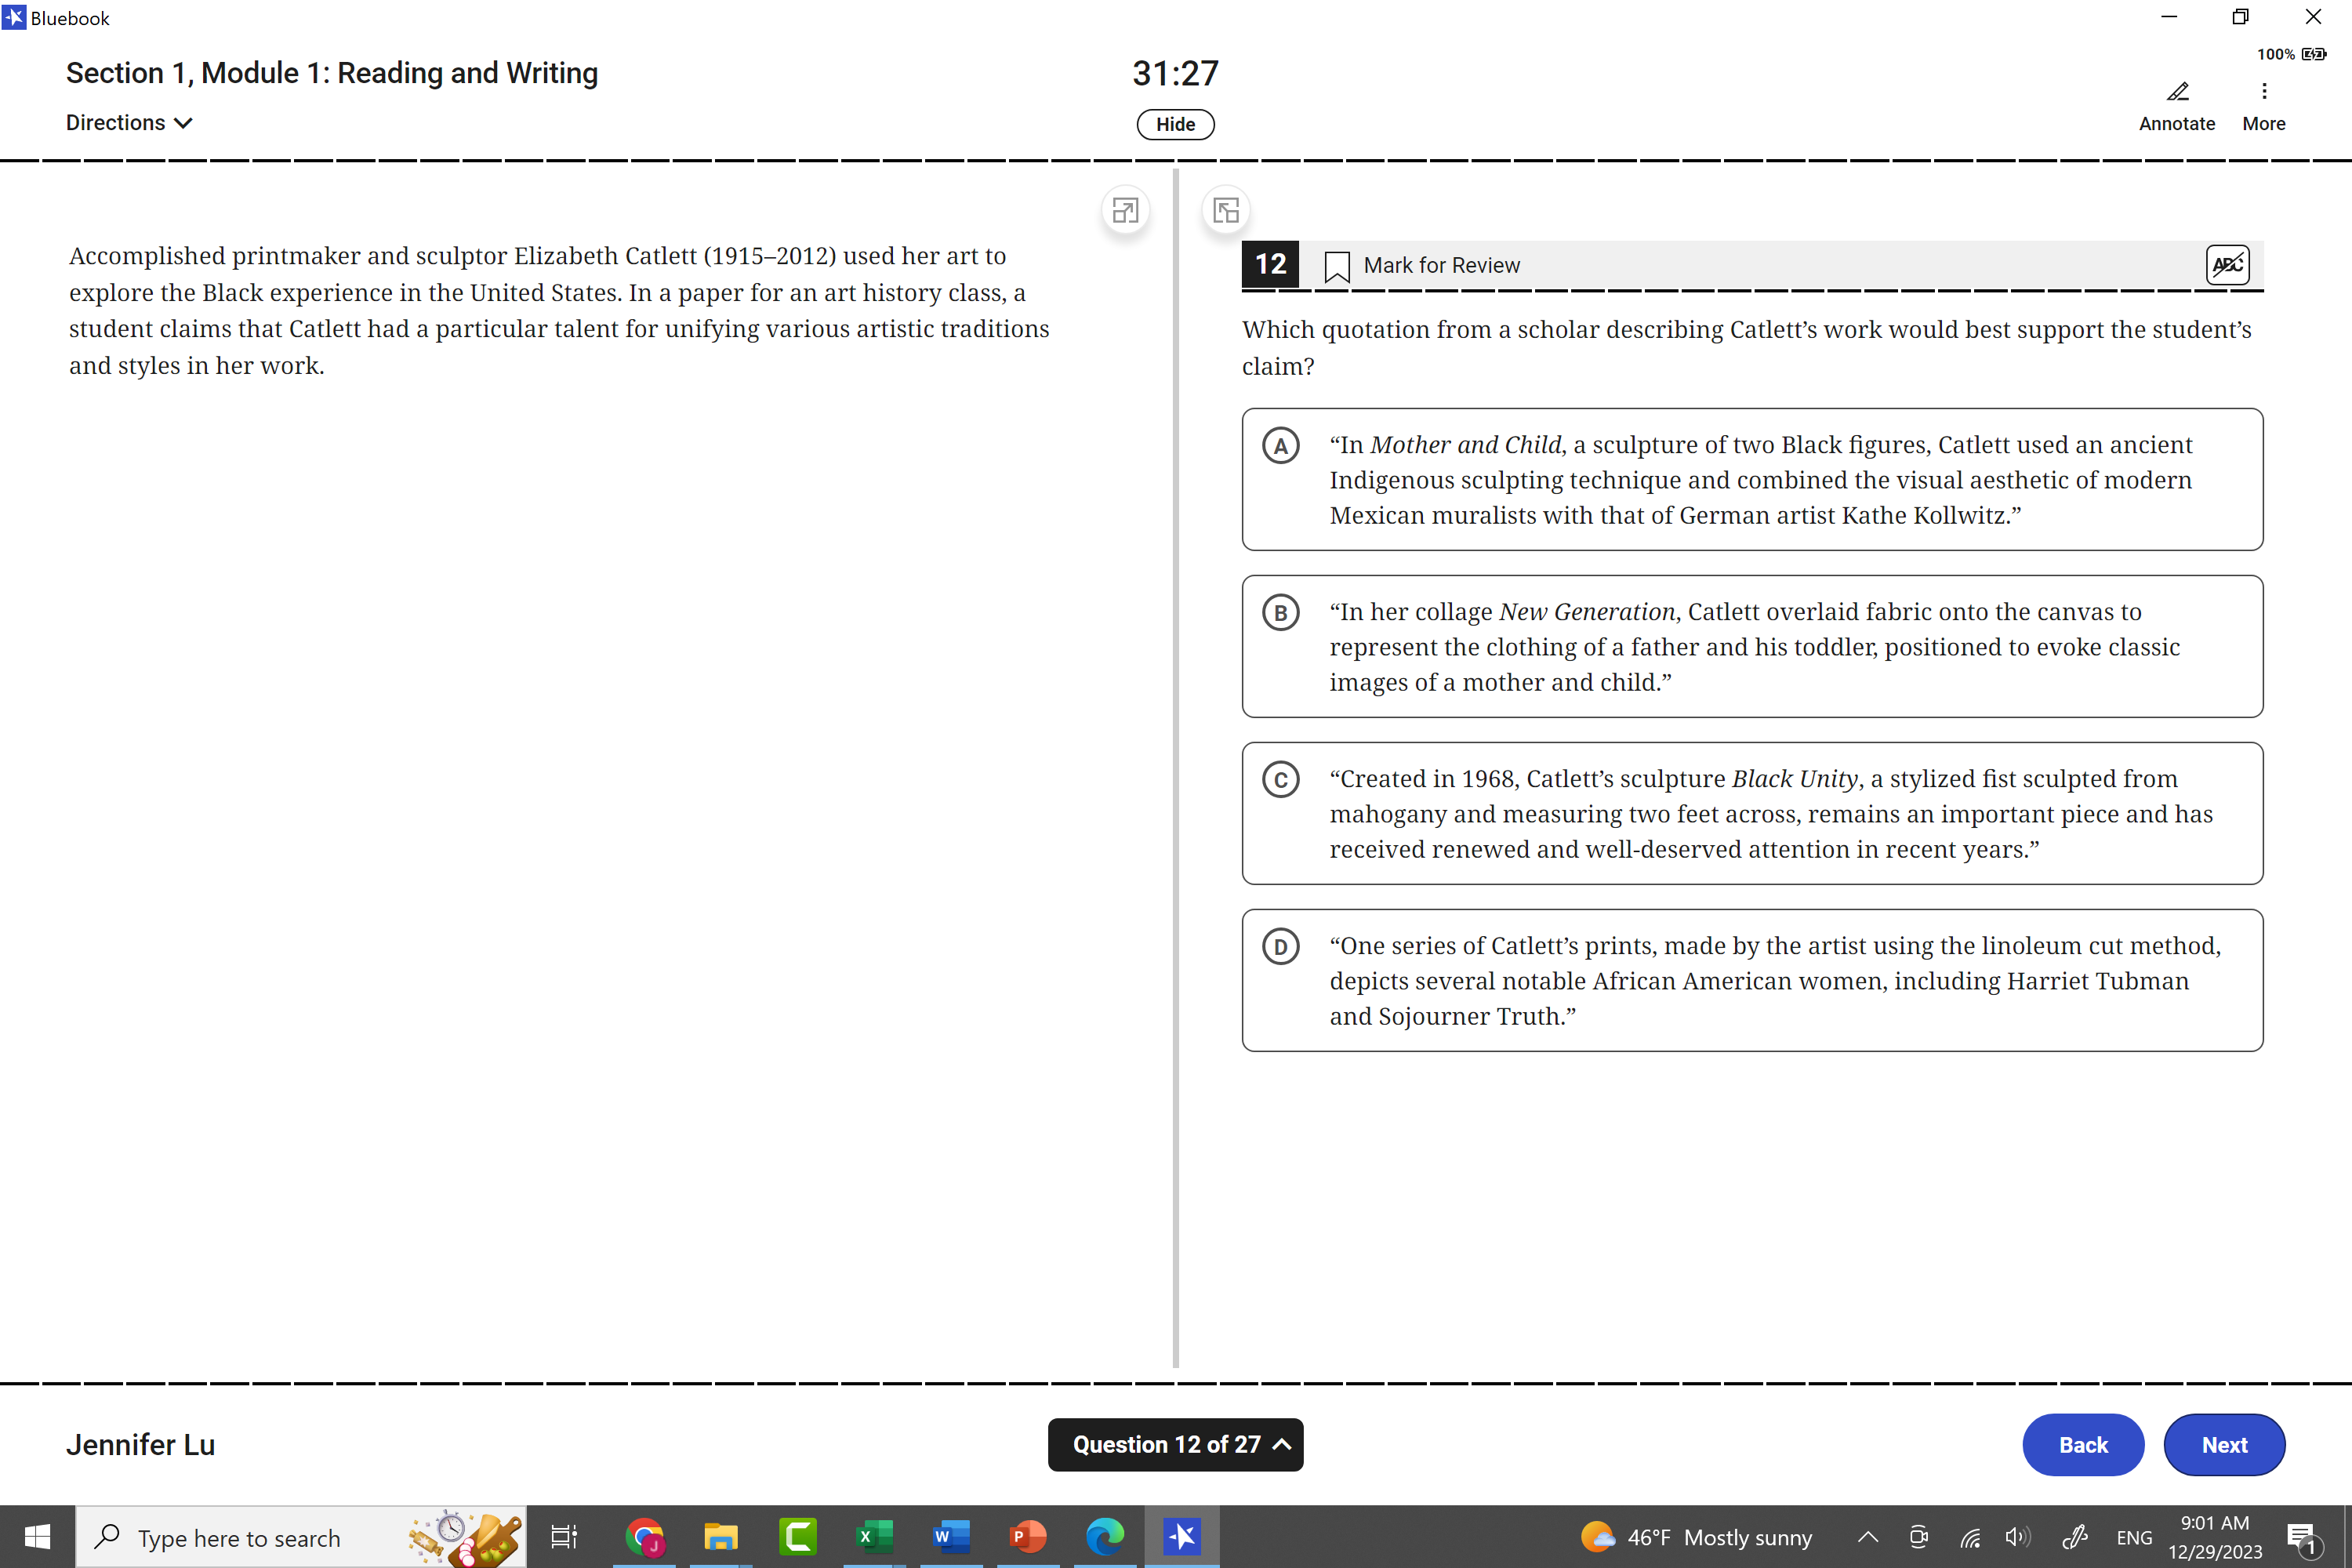 Bluebook
Section 1, Module 1: Reading and Writing
31:27
100%
Directions
Hide
Annotate
More
Accomplished printmaker and sculptor Elizabeth Catlett (1915–2012) used her art to
explore the Black experience in the United States. In a paper for an art history class, a
student claims that Catlett had a particular talent for unifying various artistic traditions
and styles in her work.
12
Mark for Review
ABC
Which quotation from a scholar describing Catlett’s work would best support the student’s
claim?
A
“In Mother and Child, a sculpture of two Black figures, Catlett used an ancient
Indigenous sculpting technique and combined the visual aesthetic of modern
Mexican muralists with that of German artist Kathe Kollwitz.”
B
“In her collage New Generation, Catlett overlaid fabric onto the canvas to
represent the clothing of a father and his toddler, positioned to evoke classic
images of a mother and child.”
C
“Created in 1968, Catlett’s sculpture Black Unity, a stylized fist sculpted from
mahogany and measuring two feet across, remains an important piece and has
received renewed and well-deserved attention in recent years.”
D
“One series of Catlett’s prints, made by the artist using the linoleum cut method,
depicts several notable African American women, including Harriet Tubman
and Sojourner Truth.”
Jennifer Lu
Question 12 of 27
Back
Next
Type here to search
J
C
X
W
P
46°F Mostly sunny
ENG
9:01 AM
12/29/2023
1